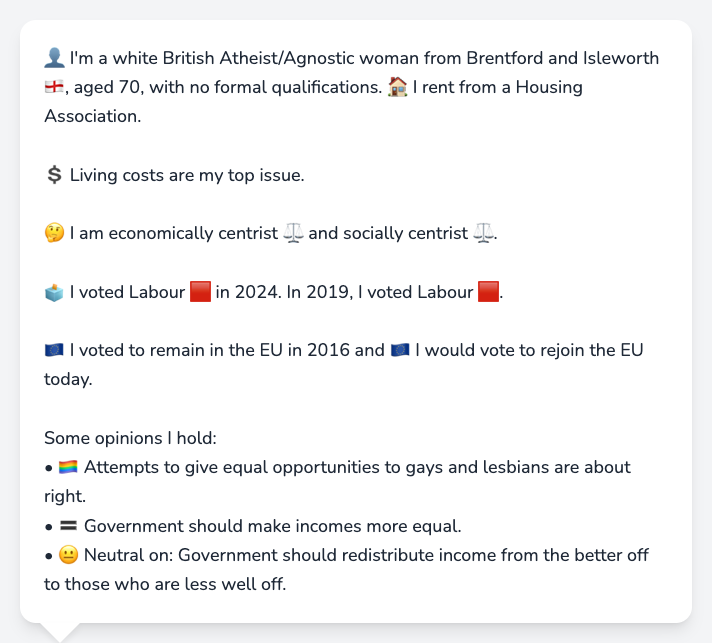 👤 I'm a white British Atheist/Agnostic woman from Brentford and Isleworth
🏴󠁧󠁢󠁥󠁮󠁧󠁿, aged 70, with no formal qualifications. 🏠 I rent from a Housing
Association.
💲 Living costs are my top issue.
🤔 I am economically centrist ⚖️ and socially centrist ⚖️.
🗳️ I voted Labour 🟥 in 2024. In 2019, I voted Labour 🟥.
🇪🇺 I voted to remain in the EU in 2016 and 🇪🇺 I would vote to rejoin the EU
today.
Some opinions I hold:
• 🏳️‍🌈 Attempts to give equal opportunities to gays and lesbians are about
right.
• 🟰 Government should make incomes more equal.
• 😐 Neutral on: Government should redistribute income from the better off
to those who are less well off.